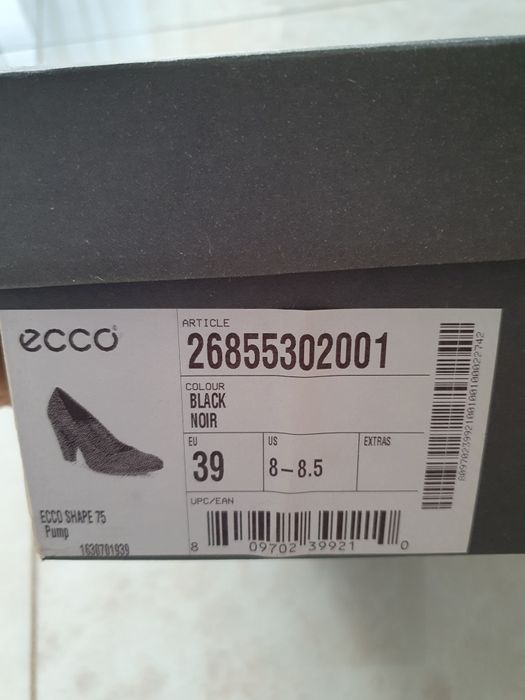 ecco
ARTICLE
26855302001
COLOUR
BLACK
NOIR
EU
39
US
8-8.5
EXTRAS
ECCO SHAPE 75
Pump
1630701939
UPC/EAN
8 09702 39921 0